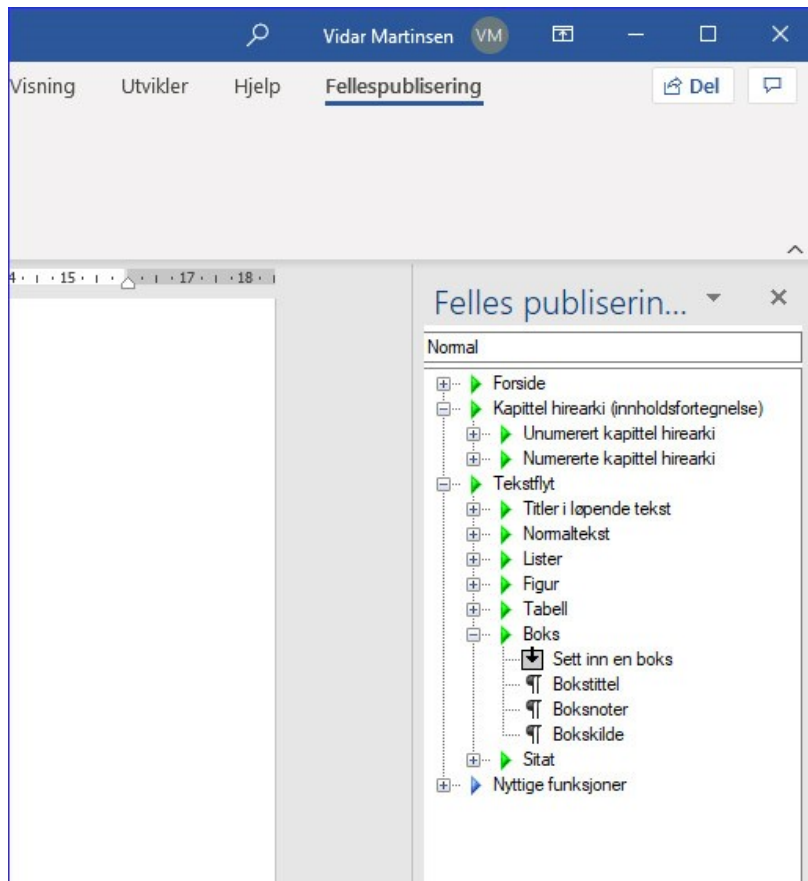 Vidar Martinsen VM
Visning Utvikler Hjelp Fellespublisering Del
4 15 17 18
Felles publiserin...
Normal
Forside
Kapittel hirearki (innholdsfortegnelse)
Unumerert kapittel hirearki
Numererte kapittel hirearki
Tekstflyt
Titler i løpende tekst
Normaltekst
Lister
Figur
Tabell
Boks
Sett inn en boks
¶ Bokstittel
¶ Boksnoter
¶ Bokskilde
Sitat
Nyttige funksjoner